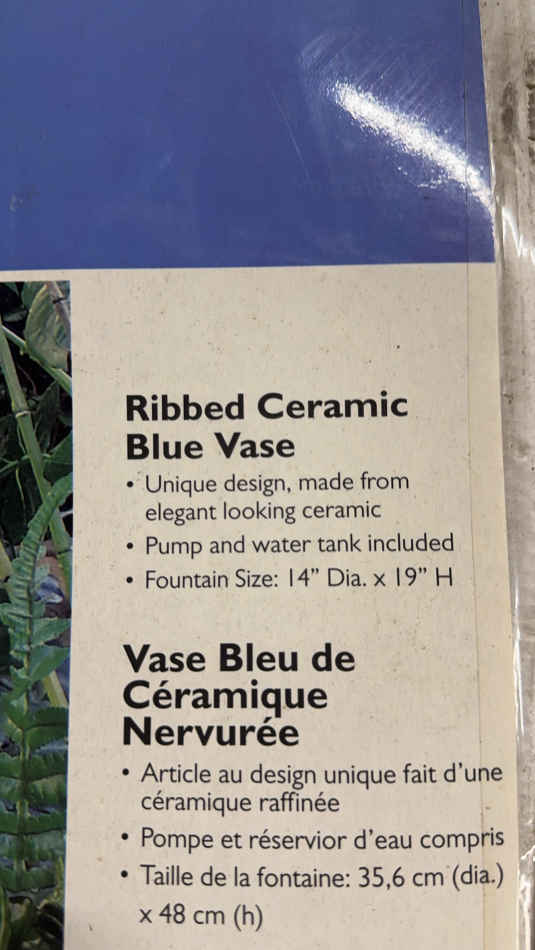 Ribbed Ceramic
Blue Vase
• Unique design, made from
elegant looking ceramic
• Pump and water tank included
• Fountain Size: 14” Dia. x 19” H
Vase Bleu de
Céramique
Nervurée
• Article au design unique fait d’une
céramique raffinée
• Pompe et réservior d’eau compris
• Taille de la fontaine: 35,6 cm (dia.)
x 48 cm (h)